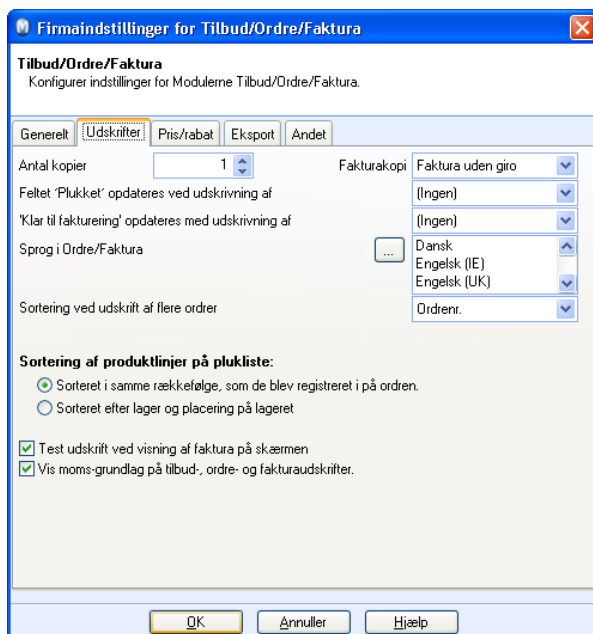 Firmaindstillinger for Tilbud/Ordre/Faktura
Tilbud/Ordre/Faktura
Konfigurer indstillinger for Modulerne Tilbud/Ordre/Faktura.
Generelt Udskrifter Pris/rabat Eksport Andet
Antal kopier 1 Fakturakopi Faktura uden giro
Feltet 'Plukket' opdateres ved udskrivning af (Ingen)
'Klar til fakturering' opdateres med udskrivning af (Ingen)
Sprog i Ordre/Faktura ... Dansk
Engelsk (IE)
Engelsk (UK)
Sortering ved udskrift af flere ordrer Ordrenr.
Sortering af produktlinjer på plukliste:
Sorteret i samme rækkefølge, som de blev registreret i på ordren.
Sorteret efter lager og placering på lageret
Test udskrift ved visning af faktura på skærmen
Vis moms-grundlag på tilbud-, ordre- og fakturaudskrifter.
OK Annuller Hjælp